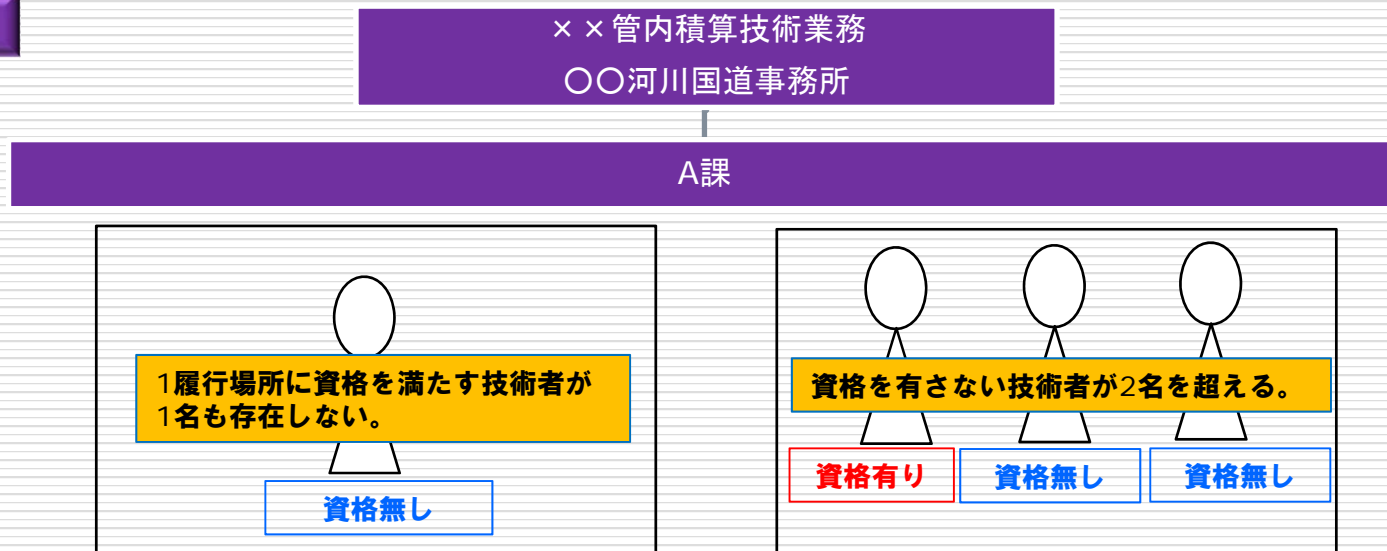 ××管内積算技術業務
〇〇河川国道事務所
A課
1履行場所に資格を満たす技術者が
1名も存在しない。
資格無し
資格を有さない技術者が2名を超える。
資格有り
資格無し
資格無し